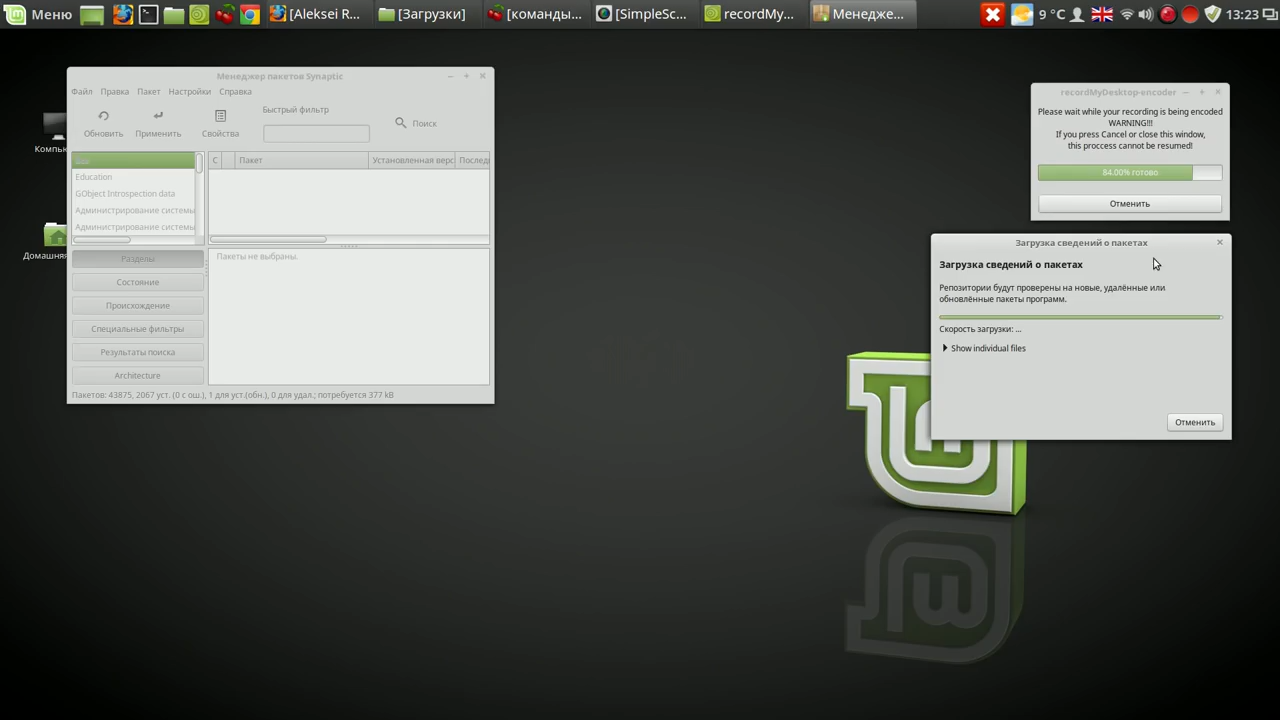 Меню
[Aleksei R...
[Загрузки]
[команды...
[SimpleSc...
recordMy...
Менедже...
9 °C
13:23
Компь
Домашняя
Менеджер пакетов Synaptic
Файл Правка Пакет Настройки Справка
Быстрый фильтр
Обновить Применить Свойства
Поиск
Все
Education
GObject Introspection data
Администрирование системы
Администрирование системы
С Пакет Установленная верс Последн
Разделы
Состояние
Происхождение
Специальные фильтры
Результаты поиска
Architecture
Пакеты не выбраны.
Пакетов: 43875, 2067 уст. (0 с ош.), 1 для уст.(обн.), 0 для удал.; потребуется 377 kB
recordMyDesktop-encoder
Please wait while your recording is being encoded
WARNING!!!
If you press Cancel or close this window,
this proccess cannot be resumed!
84.00% готово
Отменить
Загрузка сведений о пакетах
Загрузка сведений о пакетах
Репозитории будут проверены на новые, удалённые или
обновлённые пакеты программ.
Скорость загрузки: ...
Show individual files
Отменить